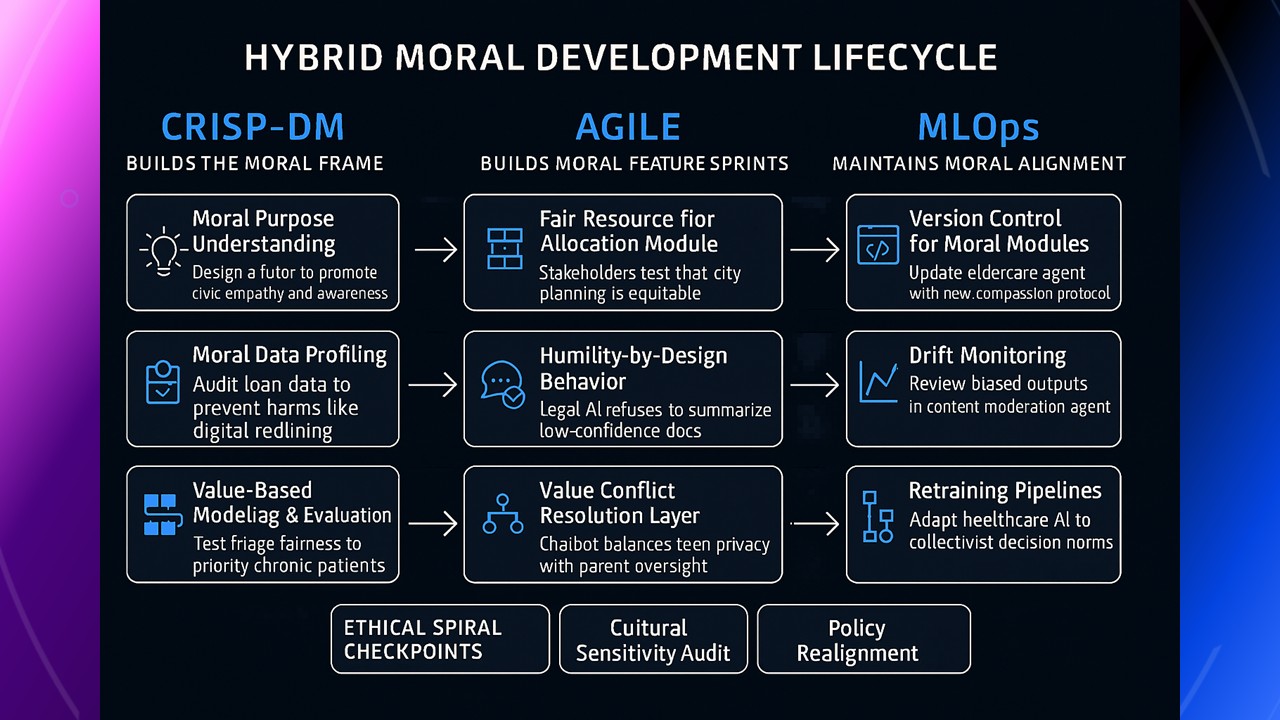 HYBRID MORAL DEVELOPMENT LIFECYCLE
CRISP-DM
BUILDS THE MORAL FRAME
Moral Purpose
Understanding
Design a futor to promote
civic empathy and awareness
Moral Data Profiling
Audit loan data to
prevent harms like
digital redlining
Value-Based
Modeliag & Evaluation
Test friage fairness to
priority chronic patients
AGILE
BUILDS MORAL FEATURE SPRINTS
Fair Resource fior
Allocation Module
Stakeholders test that city
planning is equitable
Humility-by-Design
Behavior
Legal Al refuses to summarize
low-confidence docs
Value Conflict
Resolution Layer
Chaibot balances teen privacy
with parent oversight
MLOps
MAINTAINS MORAL ALIGNMENT
Version Control
for Moral Modules
Update eldercare agent
with new.compassion protocol
Drift Monitoring
Review biased outputs
in content moderation agent
Retraining Pipelines
Adapt heelthcare Al to
collectivist decision norms
ETHICAL SPIRAL
CHECKPOINTS
Cuitural
Sensitivity Audit
Policy
Realignment